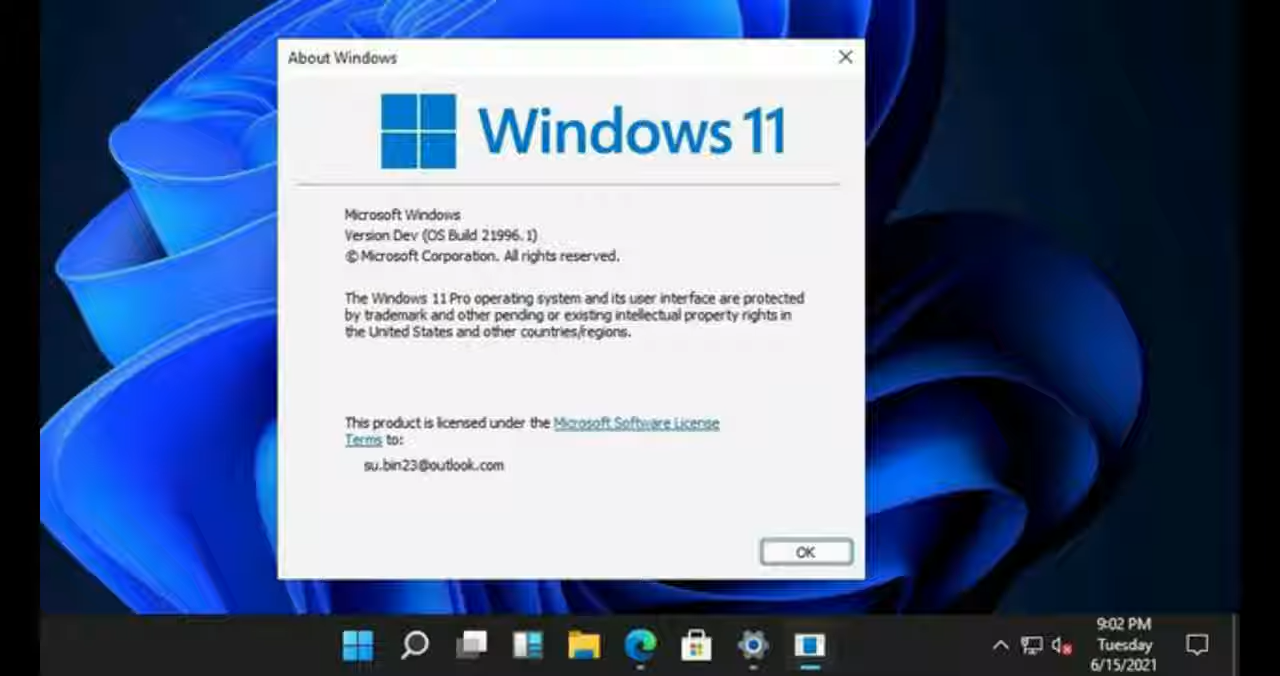 About Windows
Windows 11
Microsoft Windows
Version Dev (OS Build 21996.1)
© Microsoft Corporation. All rights reserved.
The Windows 11 Pro operating system and its user interface are protected
by trademark and other pending or existing intellectual property rights in
the United States and other countries/regions.
This product is licensed under the Microsoft Software License
Terms to:
su.bin23@outlook.com
OK
9:02 PM
Tuesday
6/15/2021